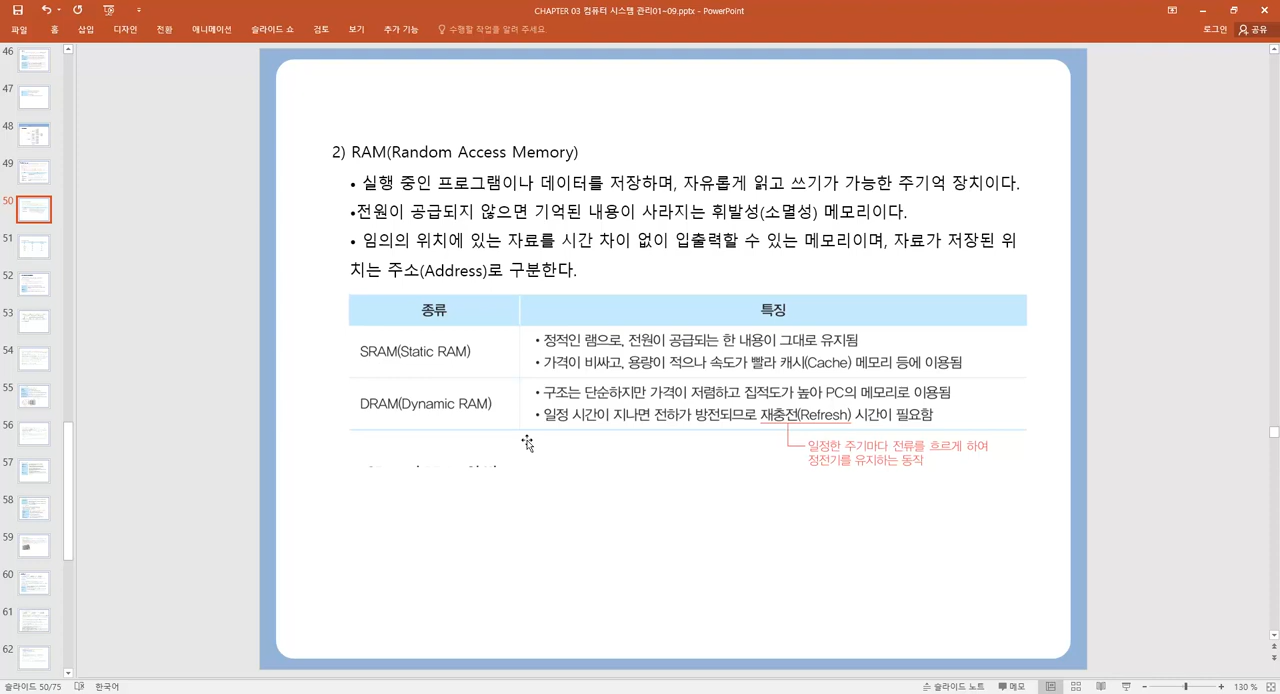 CHAPTER 03 컴퓨터 시스템 관리01~09.pptx - PowerPoint
파일 홈 삽입 디자인 전환 애니메이션 슬라이드 쇼 검토 보기 추가 기능 수행할 작업을 알려 주세요. 로그인 공유
46
47
48
49
50
51
52
53
54
55
56
57
58
59
60
61
62
2) RAM(Random Access Memory)
• 실행 중인 프로그램이나 데이터를 저장하며, 자유롭게 읽고 쓰기가 가능한 주기억 장치이다.
•전원이 공급되지 않으면 기억된 내용이 사라지는 휘발성(소멸성) 메모리이다.
• 임의의 위치에 있는 자료를 시간 차이 없이 입출력할 수 있는 메모리이며, 자료가 저장된 위
치는 주소(Address)로 구분한다.
종류 특징
SRAM(Static RAM)
• 정적인 램으로, 전원이 공급되는 한 내용이 그대로 유지됨
• 가격이 비싸고, 용량이 적으나 속도가 빨라 캐시(Cache) 메모리 등에 이용됨
DRAM(Dynamic RAM)
• 구조는 단순하지만 가격이 저렴하고 집적도가 높아 PC의 메모리로 이용됨
• 일정 시간이 지나면 전하가 방전되므로 재충전(Refresh) 시간이 필요함
일정한 주기마다 전류를 흐르게 하여
정전기를 유지하는 동작
슬라이드 50/75 한국어 슬라이드 노트 메모 130 %